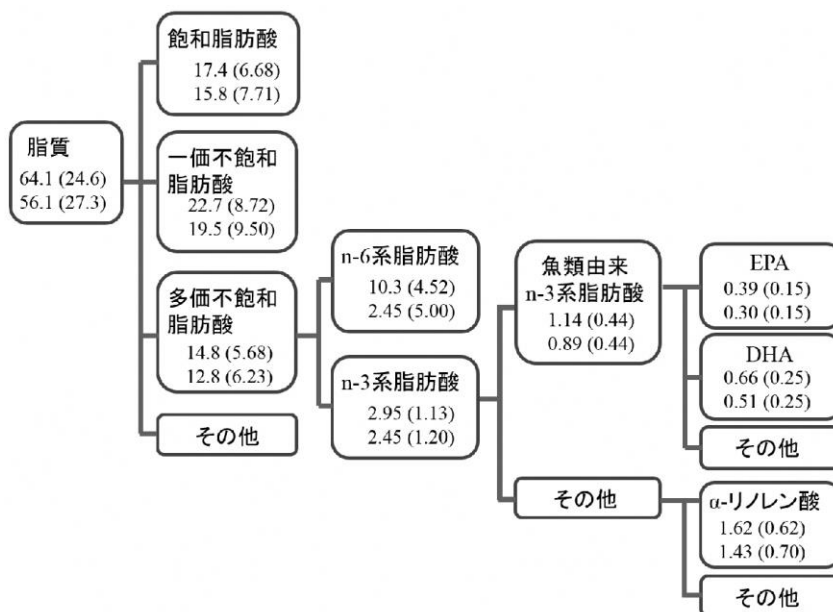 脂質
64.1 (24.6)
56.1 (27.3)
飽和脂肪酸
17.4 (6.68)
15.8 (7.71)
一価不飽和
脂肪酸
22.7 (8.72)
19.5 (9.50)
多価不飽和
脂肪酸
14.8 (5.68)
12.8 (6.23)
その他
n-6系脂肪酸
10.3 (4.52)
2.45 (5.00)
n-3系脂肪酸
2.95 (1.13)
2.45 (1.20)
魚類由来
n-3系脂肪酸
1.14 (0.44)
0.89 (0.44)
その他
EPA
0.39 (0.15)
0.30 (0.15)
DHA
0.66 (0.25)
0.51 (0.25)
その他
α-リノレン酸
1.62 (0.62)
1.43 (0.70)
その他